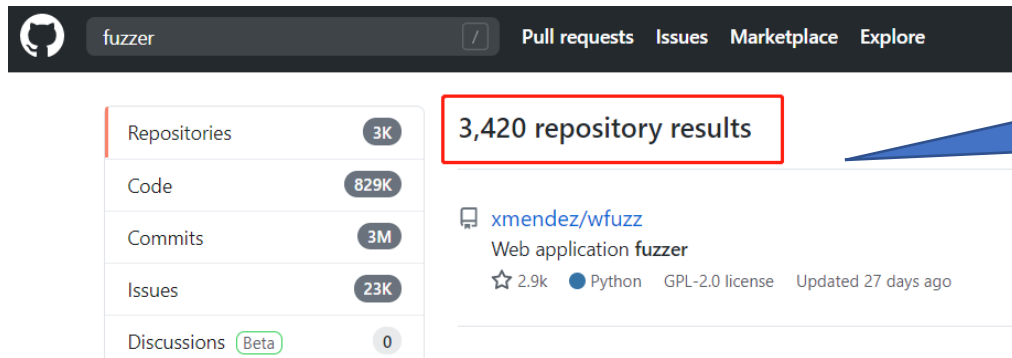 fuzzer / Pull requests Issues Marketplace Explore
Repositories 3K
Code 829K
Commits 3M
Issues 23K
Discussions Beta 0
3,420 repository results
xmendez/wfuzz
Web application fuzzer
2.9k Python GPL-2.0 license Updated 27 days ago